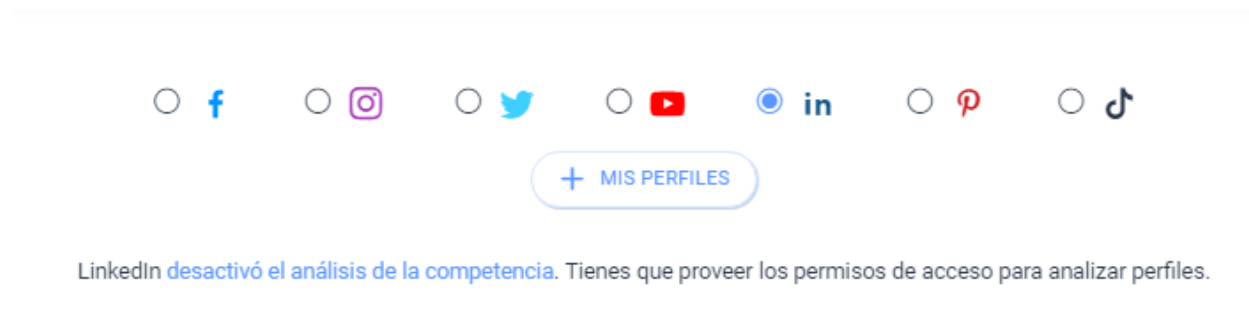 in
+ MIS PERFILES
LinkedIn desactivó el análisis de la competencia. Tienes que proveer los permisos de acceso para analizar perfiles.